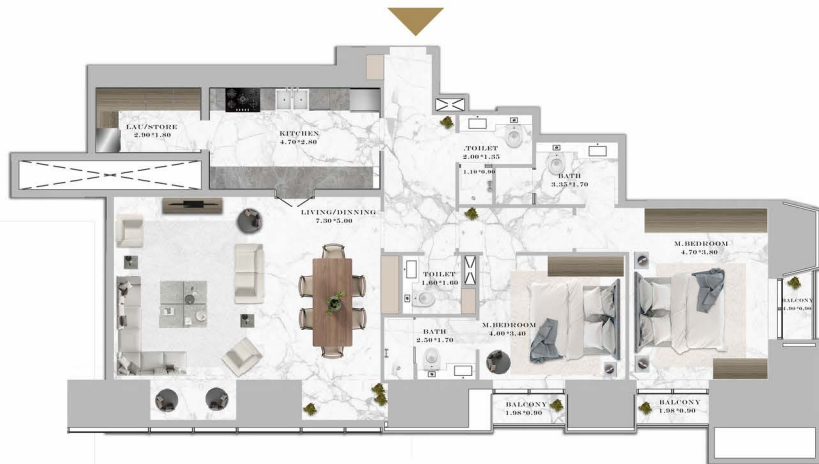 LAU/STORE
2.90*1.80
KITCHEN
4.70*2.80
.TOILET
2.00*1.35
1.10*0.90
BATH
3.35*1.70
LIVING/DINNING
7.30*5.00
M.BEDROOM
4.70*3.80
TOILET
1.60*1.60
BALCONY
BATH
2.50*1.70
M.BEDROOM
4.00*3.40
BALCONY
1.98*0.90
BALCONY
1.98*0.90